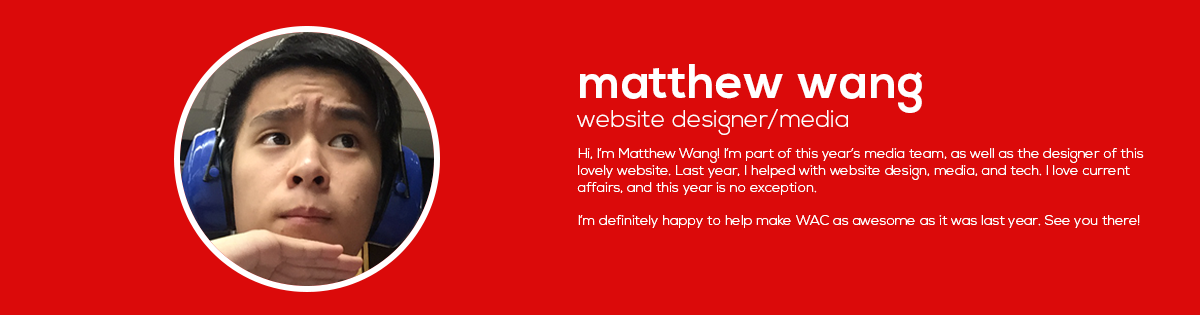 matthew wang
website designer/media
Hi, I'm Matthew Wang! I'm part of this year's media team, as well as the designer of this
lovely website. Last year, I helped with website design, media, and tech. I love current
affairs, and this year is no exception.
I'm definitely happy to help make WAC as awesome as it was last year. See you there!